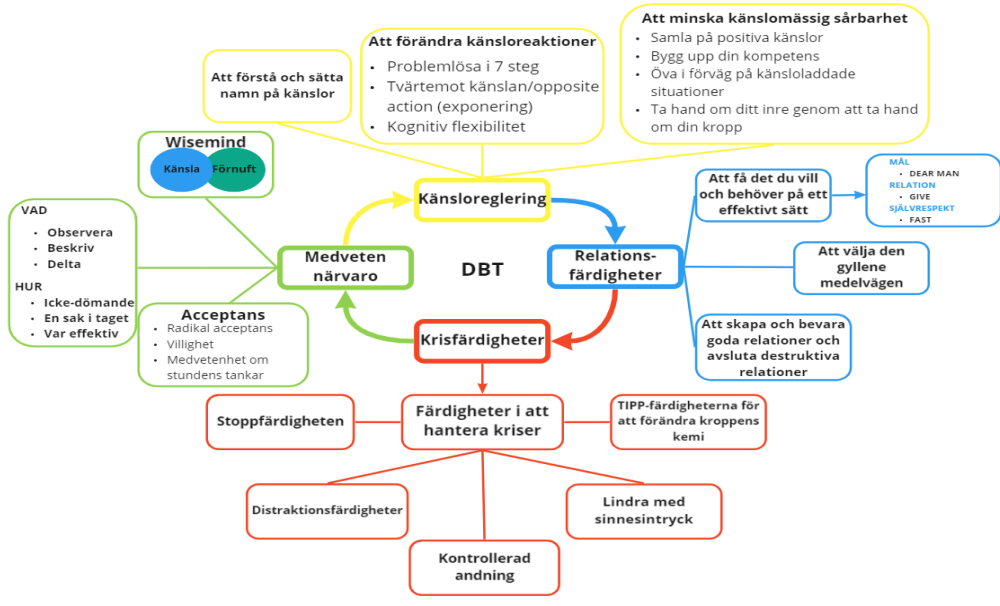 Att förstå och sätta
namn på känslor
Att förändra känsloreaktioner
• Problemlösa i 7 steg
• Tvärtemot känslan/opposite
action (exponering)
• Kognitiv flexibilitet
Att minska känslomässig sårbarhet
• Samla på positiva känslor
• Bygg upp din kompetens
• Öva i förväg på känsloladdade
situationer
• Ta hand om ditt inre genom att ta hand
om din kropp
Wisemind
Känsla
Förnuft
VAD
• Observera
• Beskriv
• Delta
HUR
• Icke-dömande
• En sak i taget
• Var effektiv
Acceptans
• Radikal acceptans
• Villighet
• Medvetenhet om
stundens tankar
Känsloreglering
Medveten
närvaro
DBT
Relations-
färdigheter
Krisfärdigheter
Att få det du vill
och behöver på ett
effektivt sätt
MÅL
• DEAR MAN
RELATION
• GIVE
SJÄLVRESPEKT
• FAST
Att välja den
gyllene
medelvägen
Att skapa och bevara
goda relationer och
avsluta destruktiva
relationer
Stoppfärdigheten
Färdigheter i att
hantera kriser
TIPP-färdigheterna för
att förändra kroppens
kemi
Distraktionsfärdigheter
Kontrollerad
andning
Lindra med
sinnesintryck